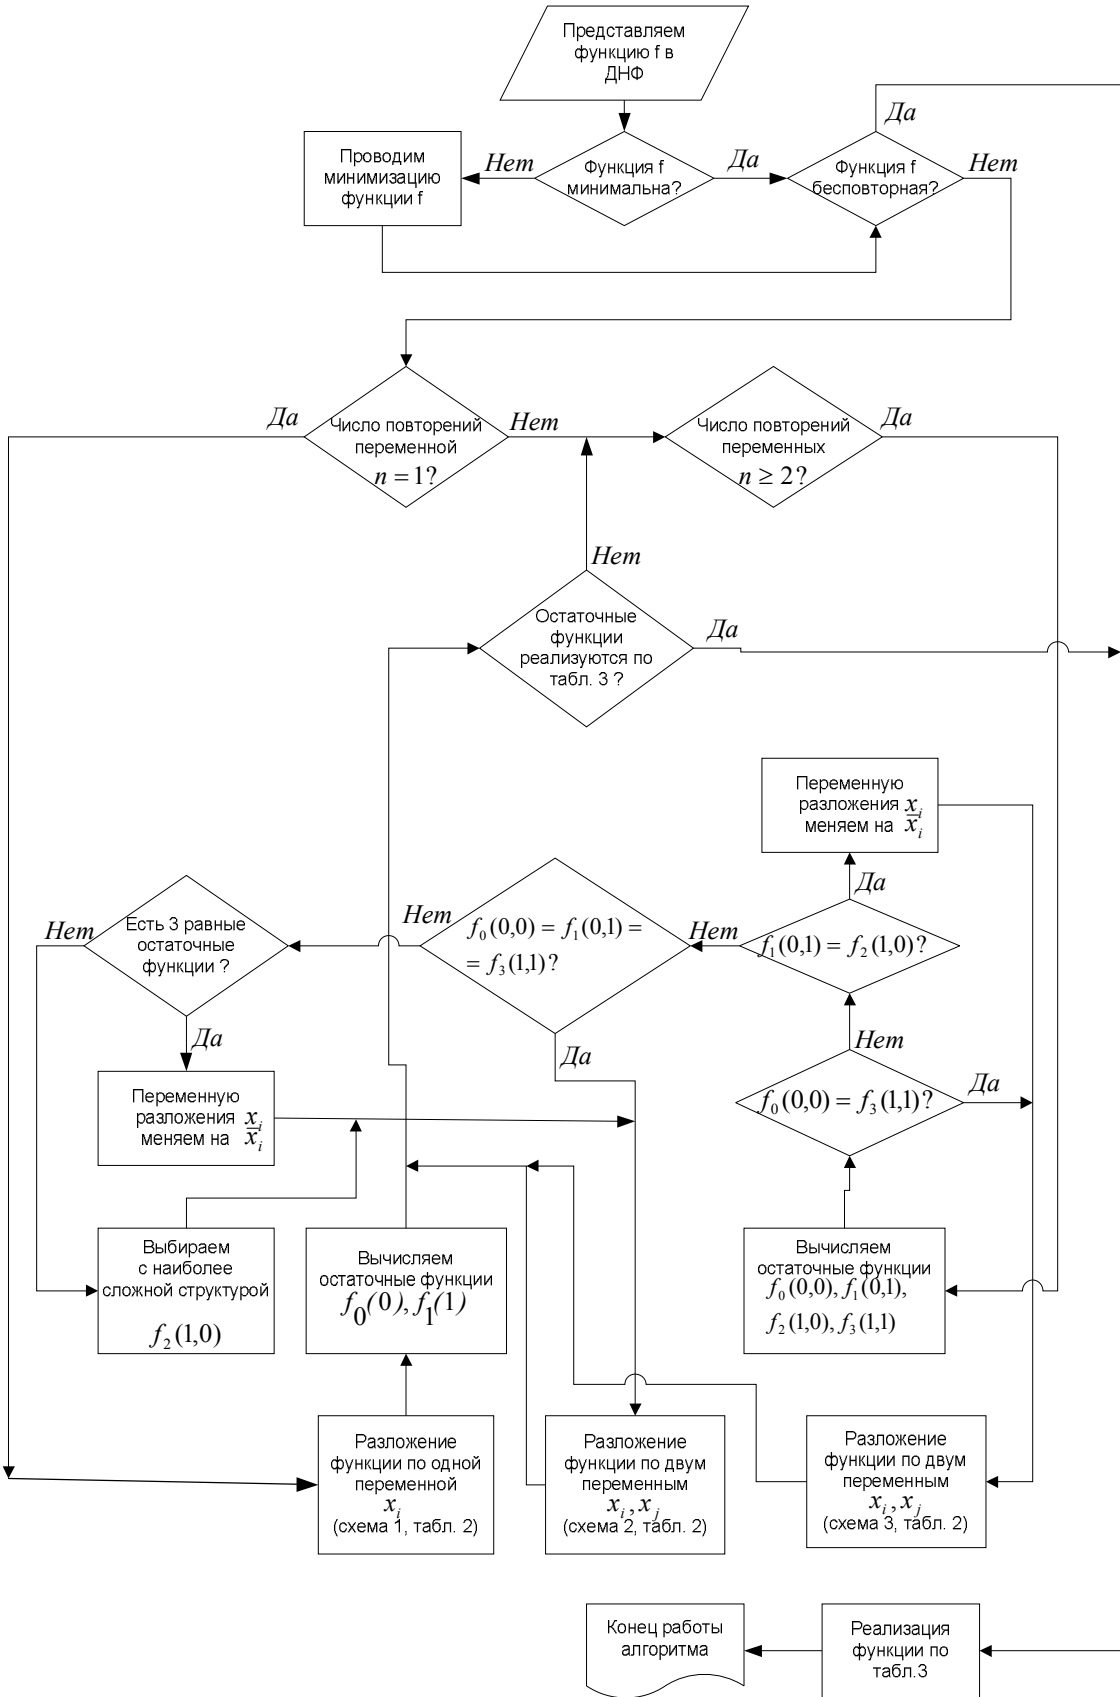 Представляем
функцию f в
ДНФ
Да
Проводим
минимизацию
функции f
Нет
Функция f
минимальна?
Да
Функция f
бесповторная?
Нет
Да
Число повторений
переменной
n = 1?
Нет
Число повторений
переменных
n ≥ 2?
Да
Нет
Остаточные
функции
реализуются по
табл. 3 ?
Да
Переменную
разложения x_i
меняем на x̅_i
Да
Нет
Есть 3 равные
остаточные
функции ?
Нет
f_0(0,0) = f_1(0,1) =
= f_3(1,1)?
Нет
f_1(0,1) = f_2(1,0)?
Да
Да
Нет
Переменную
разложения x_i
меняем на x̅_i
f_0(0,0) = f_3(1,1)?
Да
Выбираем
с наиболее
сложной структурой
f_2(1,0)
Вычисляем
остаточные функции
f_0(0), f_1(1)
Вычисляем
остаточные функции
f_0(0,0), f_1(0,1),
f_2(1,0), f_3(1,1)
Разложение
функции по одной
переменной
x_i
(схема 1, табл. 2)
Разложение
функции по двум
переменным
x_i, x_j
(схема 2, табл. 2)
Разложение
функции по двум
переменным
x_i, x_j
(схема 3, табл. 2)
Конец работы
алгоритма
Реализация
функции по
табл.3